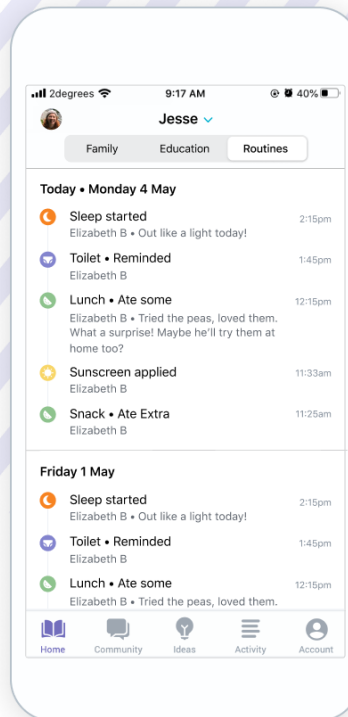 2degrees 9:17 AM 40%
Jesse
Family Education Routines
Today • Monday 4 May
Sleep started 2:15pm
Elizabeth B • Out like a light today!
Toilet • Reminded 1:45pm
Elizabeth B
Lunch • Ate some 12:15pm
Elizabeth B • Tried the peas, loved them.
What a surprise! Maybe he'll try them at
home too?
Sunscreen applied 11:33am
Elizabeth B
Snack • Ate Extra 11:25am
Elizabeth B
Friday 1 May
Sleep started 2:15pm
Elizabeth B • Out like a light today!
Toilet • Reminded 1:45pm
Elizabeth B
Lunch • Ate some 12:15pm
Elizabeth B • Tried the peas, loved them.
Home Community Ideas Activity Account